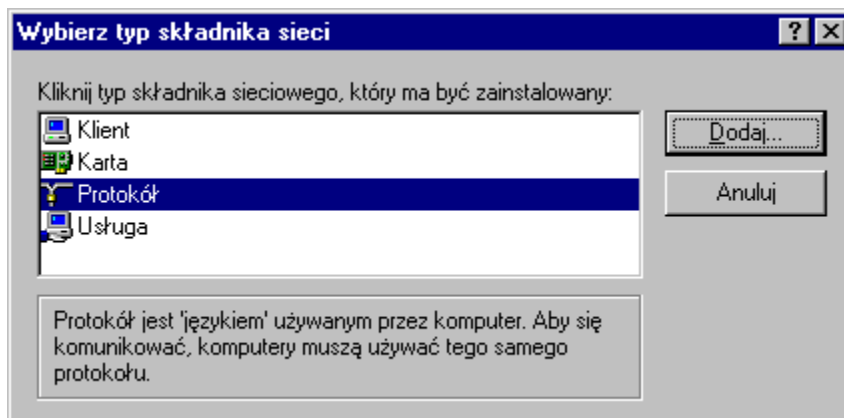 Wybierz typ składnika sieci
Kliknij typ składnika sieciowego, który ma być zainstalowany:
Klient
Karta
Protokół
Usługa
Dodaj...
Anuluj
Protokół jest 'językiem' używanym przez komputer. Aby się
komunikować, komputery muszą używać tego samego
protokołu.